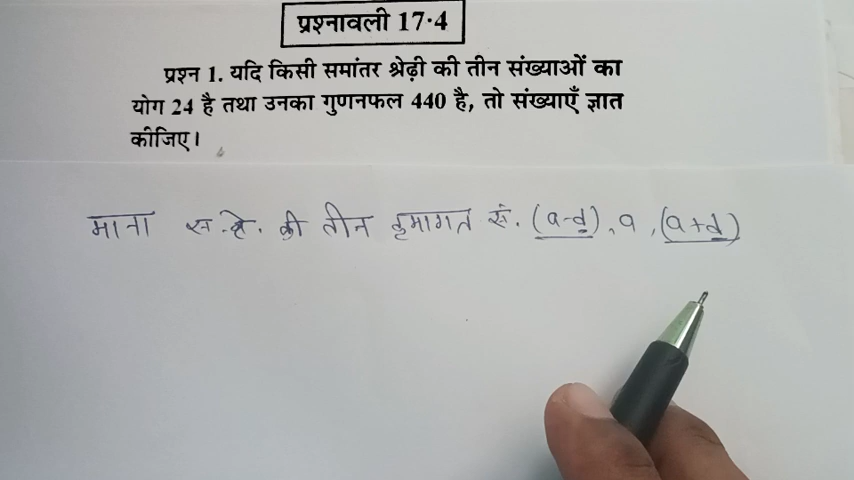 प्रश्नावली 17·4
प्रश्न 1. यदि किसी समांतर श्रेढ़ी की तीन संख्याओं का
योग 24 है तथा उनका गुणनफल 440 है, तो संख्याएँ ज्ञात
कीजिए।
माना स.श्रे. की तीन क्रमागत सं. (a-d), a, (a+d)